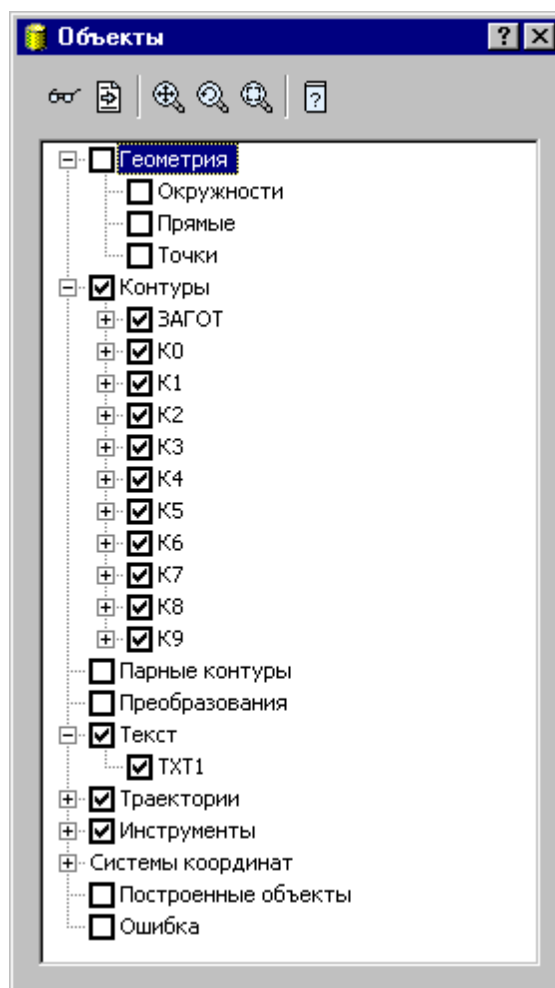 Объекты
Геометрия
Окружности
Прямые
Точки
Контуры
ЗАГОТ
К0
К1
К2
К3
К4
К5
К6
К7
К8
К9
Парные контуры
Преобразования
Текст
TXT1
Траектории
Инструменты
Системы координат
Построенные объекты
Ошибка